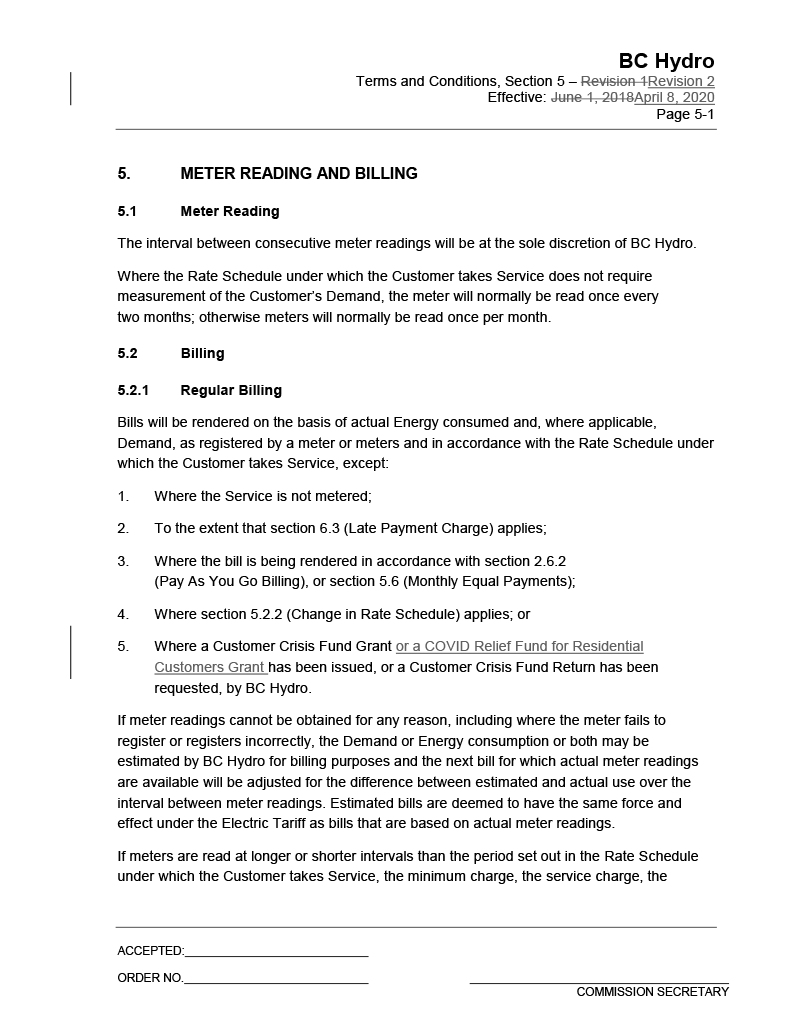 BC Hydro
Terms and Conditions, Section 5 – Revision 1Revision 2
Effective: June 1, 2018April 8, 2020
Page 5-1
5. METER READING AND BILLING
5.1 Meter Reading
The interval between consecutive meter readings will be at the sole discretion of BC Hydro.
Where the Rate Schedule under which the Customer takes Service does not require
measurement of the Customer’s Demand, the meter will normally be read once every
two months; otherwise meters will normally be read once per month.
5.2 Billing
5.2.1 Regular Billing
Bills will be rendered on the basis of actual Energy consumed and, where applicable,
Demand, as registered by a meter or meters and in accordance with the Rate Schedule under
which the Customer takes Service, except:
1. Where the Service is not metered;
2. To the extent that section 6.3 (Late Payment Charge) applies;
3. Where the bill is being rendered in accordance with section 2.6.2
(Pay As You Go Billing), or section 5.6 (Monthly Equal Payments);
4. Where section 5.2.2 (Change in Rate Schedule) applies; or
5. Where a Customer Crisis Fund Grant or a COVID Relief Fund for Residential
Customers Grant has been issued, or a Customer Crisis Fund Return has been
requested, by BC Hydro.
If meter readings cannot be obtained for any reason, including where the meter fails to
register or registers incorrectly, the Demand or Energy consumption or both may be
estimated by BC Hydro for billing purposes and the next bill for which actual meter readings
are available will be adjusted for the difference between estimated and actual use over the
interval between meter readings. Estimated bills are deemed to have the same force and
effect under the Electric Tariff as bills that are based on actual meter readings.
If meters are read at longer or shorter intervals than the period set out in the Rate Schedule
under which the Customer takes Service, the minimum charge, the service charge, the
ACCEPTED:
ORDER NO.
COMMISSION SECRETARY